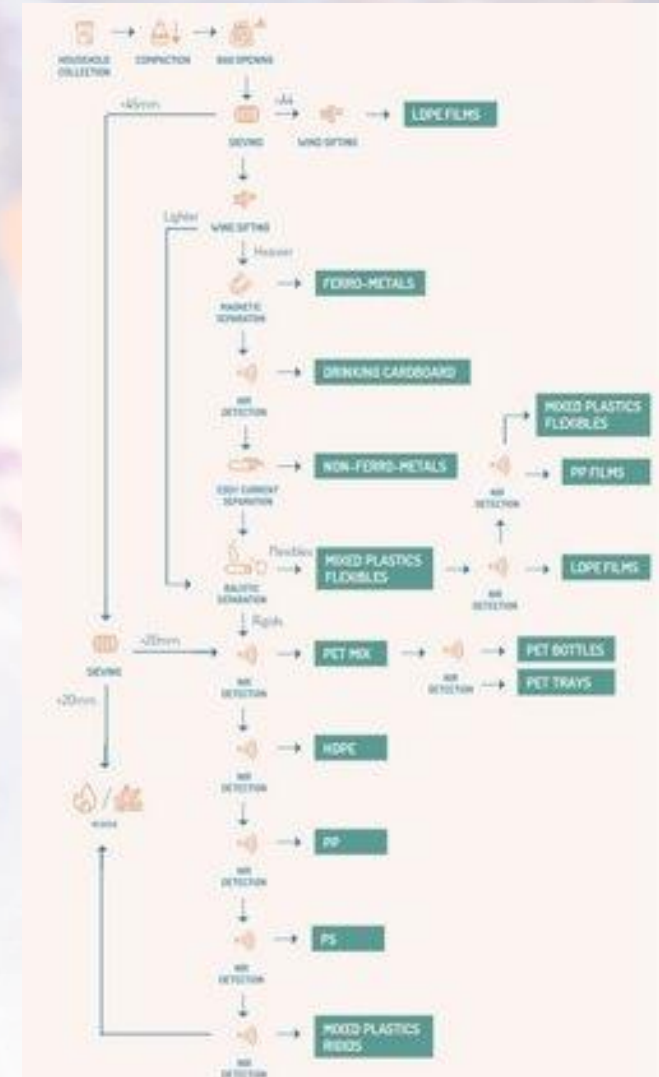 HOUSEHOLD
COLLECTION
COMPACTION
BAG OPENING
>A4
SIEVING
WIND SIFTING
LDPE FILMS
Lighter
WIND SIFTING
Heavier
MAGNETIC
SEPARATION
FERRO-METALS
NIR
DETECTION
DRINKING CARDBOARD
EDDY CURRENT
SEPARATION
NON-FERRO-METALS
BALISTIC
SEPARATION
Flexibles
MIXED PLASTICS
FLEXIBLES
NIR
DETECTION
LDPE FILMS
NIR
DETECTION
PP FILMS
MIXED PLASTICS
FLEXIBLES
Rigids
SIEVING
>20mm
NIR
DETECTION
PET MIX
NIR
DETECTION
PET BOTTLES
PET TRAYS
<20mm
NIR
DETECTION
HDPE
NIR
DETECTION
PP
NIR
DETECTION
PS
NIR
DETECTION
MIXED PLASTICS
RIGIDS